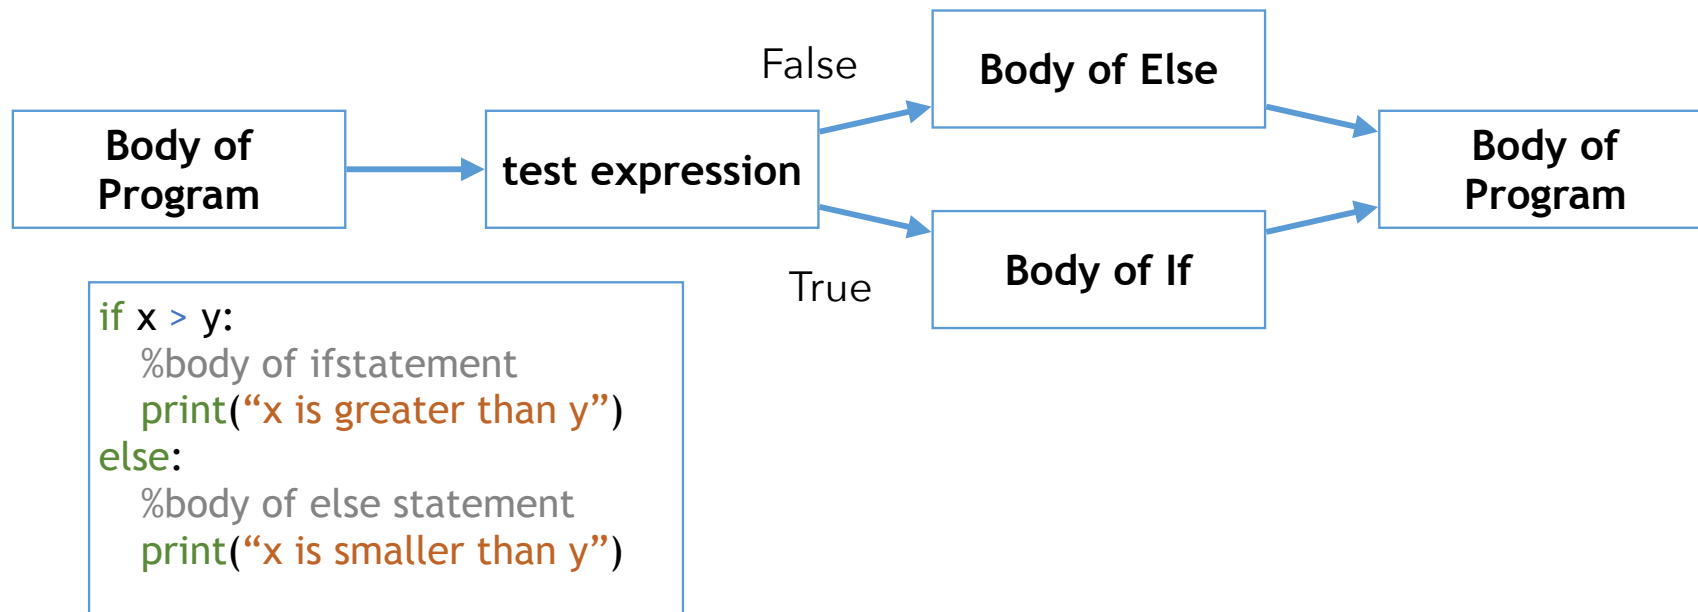 False
Body of Else
Body of
Program
test expression
Body of
Program
True
Body of If
if x > y:
%body of ifstatement
print(“x is greater than y”)
else:
%body of else statement
print(“x is smaller than y”)